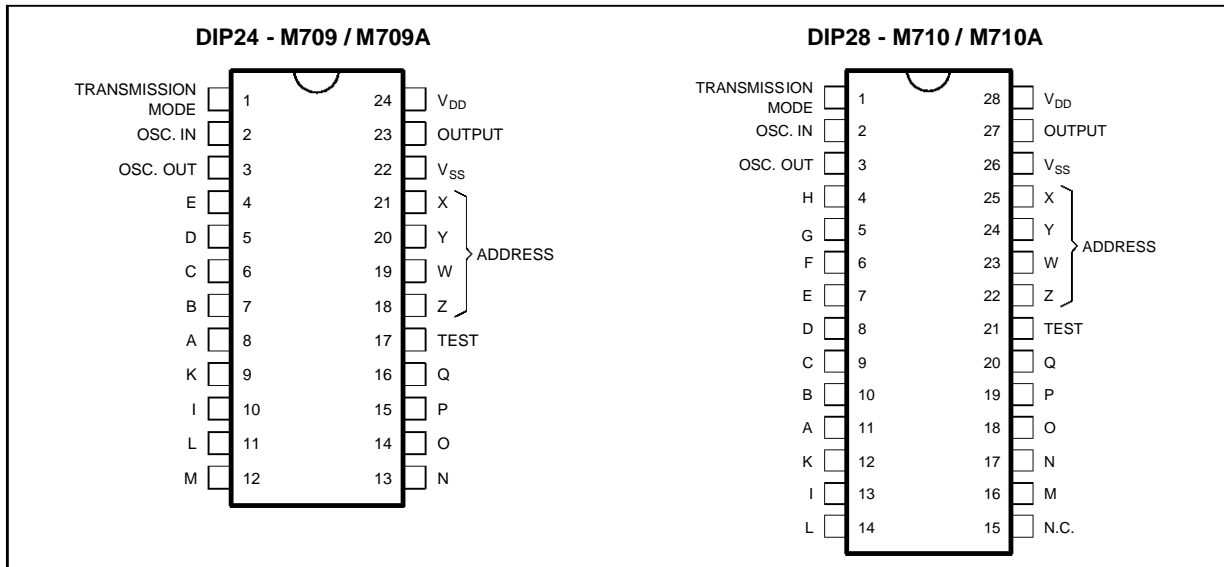 DIP24 - M709 / M709A
TRANSMISSION
MODE 1 24 VDD
OSC. IN 2 23 OUTPUT
OSC. OUT 3 22 VSS
E 4 21 X
D 5 20 Y
ADDRESS
C 6 19 W
B 7 18 Z
A 8 17 TEST
K 9 16 Q
I 10 15 P
L 11 14 O
M 12 13 N
DIP28 - M710 / M710A
TRANSMISSION
MODE 1 28 VDD
OSC. IN 2 27 OUTPUT
OSC. OUT 3 26 VSS
H 4 25 X
G 5 24 Y
ADDRESS
F 6 23 W
E 7 22 Z
D 8 21 TEST
C 9 20 Q
B 10 19 P
A 11 18 O
K 12 17 N
I 13 16 M
L 14 15 N.C.